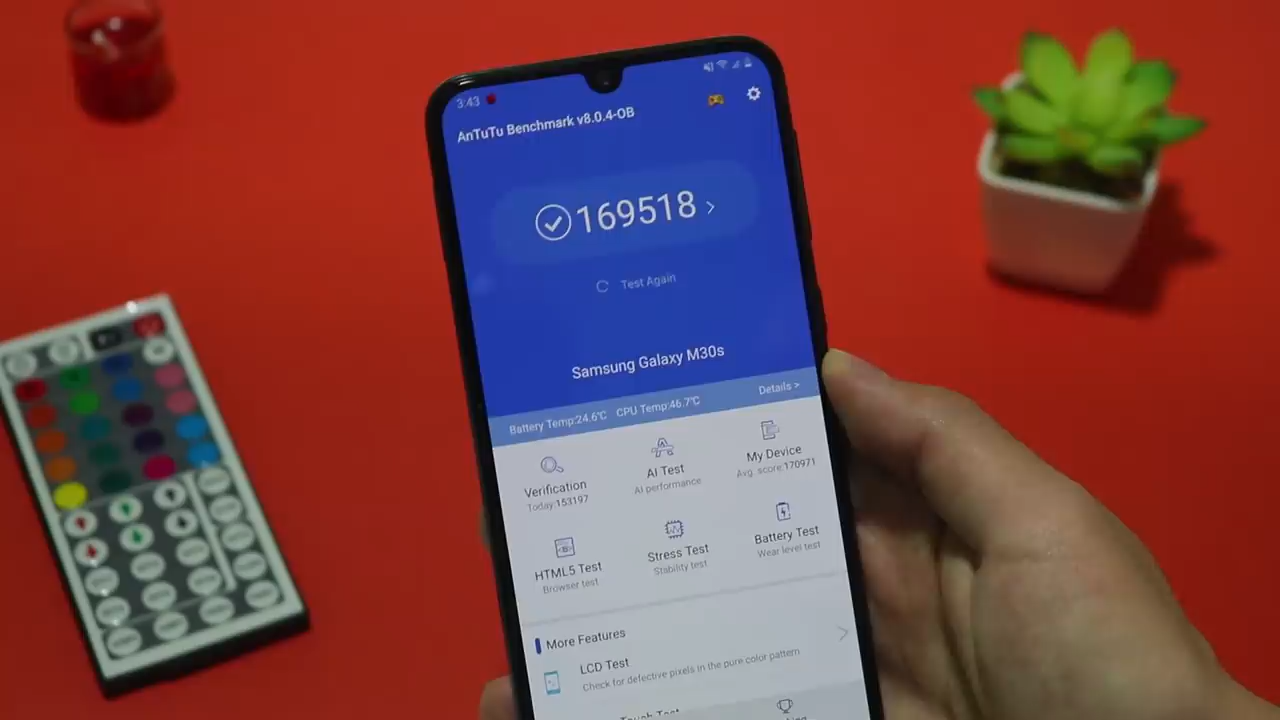 3:43
AnTuTu Benchmark v8.0.4-OB
169518
Test Again
Samsung Galaxy M30s
Battery Temp:24.6℃ CPU Temp:46.7℃ Details >
Verification
Today:153197
AI Test
AI performance
My Device
Avg. score:170971
HTML5 Test
Browser test
Stress Test
Stability test
Battery Test
Wear level test
More Features
LCD Test
Check for defective pixels in the pure color pattern
Touch Test